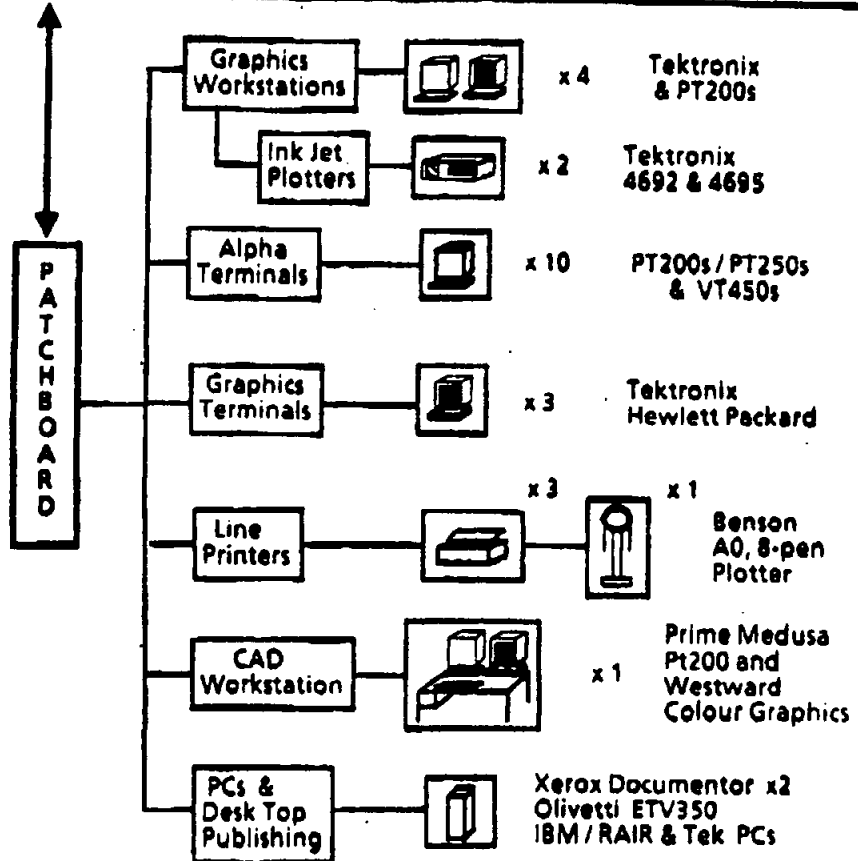 Graphics
Workstations
x 4
Tektronix
& PT200s
Ink Jet
Plotters
x 2
Tektronix
4692 & 4695
PATCHBOARD
Alpha
Terminals
x 10
PT200s / PT250s
& VT450s
Graphics
Terminals
x 3
Tektronix
Hewlett Packard
Line
Printers
x 3
x 1
Benson
A0, 8-pen
Plotter
CAD
Workstation
x 1
Prime Medusa
Pt200 and
Westward
Colour Graphics
PCs &
Desk Top
Publishing
Xerox Documentor x2
Olivetti ETV350
IBM / RAIR & Tek PCs